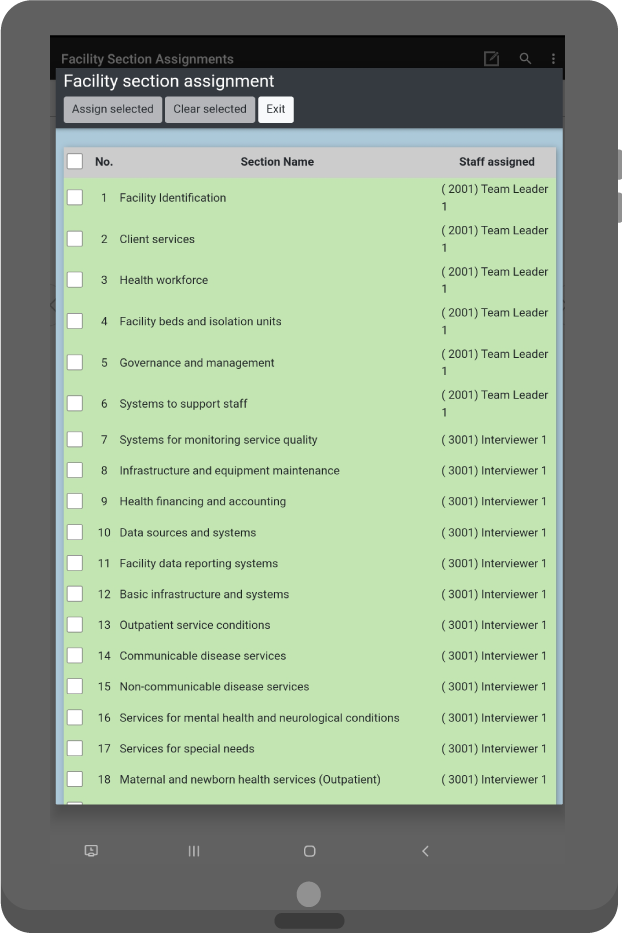 Facility Section Assignments
Facility section assignment
Assign selected Clear selected Exit
No. Section Name Staff assigned
1 Facility Identification ( 2001) Team Leader
1
2 Client services ( 2001) Team Leader
1
3 Health workforce ( 2001) Team Leader
1
4 Facility beds and isolation units ( 2001) Team Leader
1
5 Governance and management ( 2001) Team Leader
1
6 Systems to support staff ( 2001) Team Leader
1
7 Systems for monitoring service quality ( 3001) Interviewer 1
8 Infrastructure and equipment maintenance ( 3001) Interviewer 1
9 Health financing and accounting ( 3001) Interviewer 1
10 Data sources and systems ( 3001) Interviewer 1
11 Facility data reporting systems ( 3001) Interviewer 1
12 Basic infrastructure and systems ( 3001) Interviewer 1
13 Outpatient service conditions ( 3001) Interviewer 1
14 Communicable disease services ( 3001) Interviewer 1
15 Non-communicable disease services ( 3001) Interviewer 1
16 Services for mental health and neurological conditions ( 3001) Interviewer 1
17 Services for special needs ( 3001) Interviewer 1
18 Maternal and newborn health services (Outpatient) ( 3001) Interviewer 1